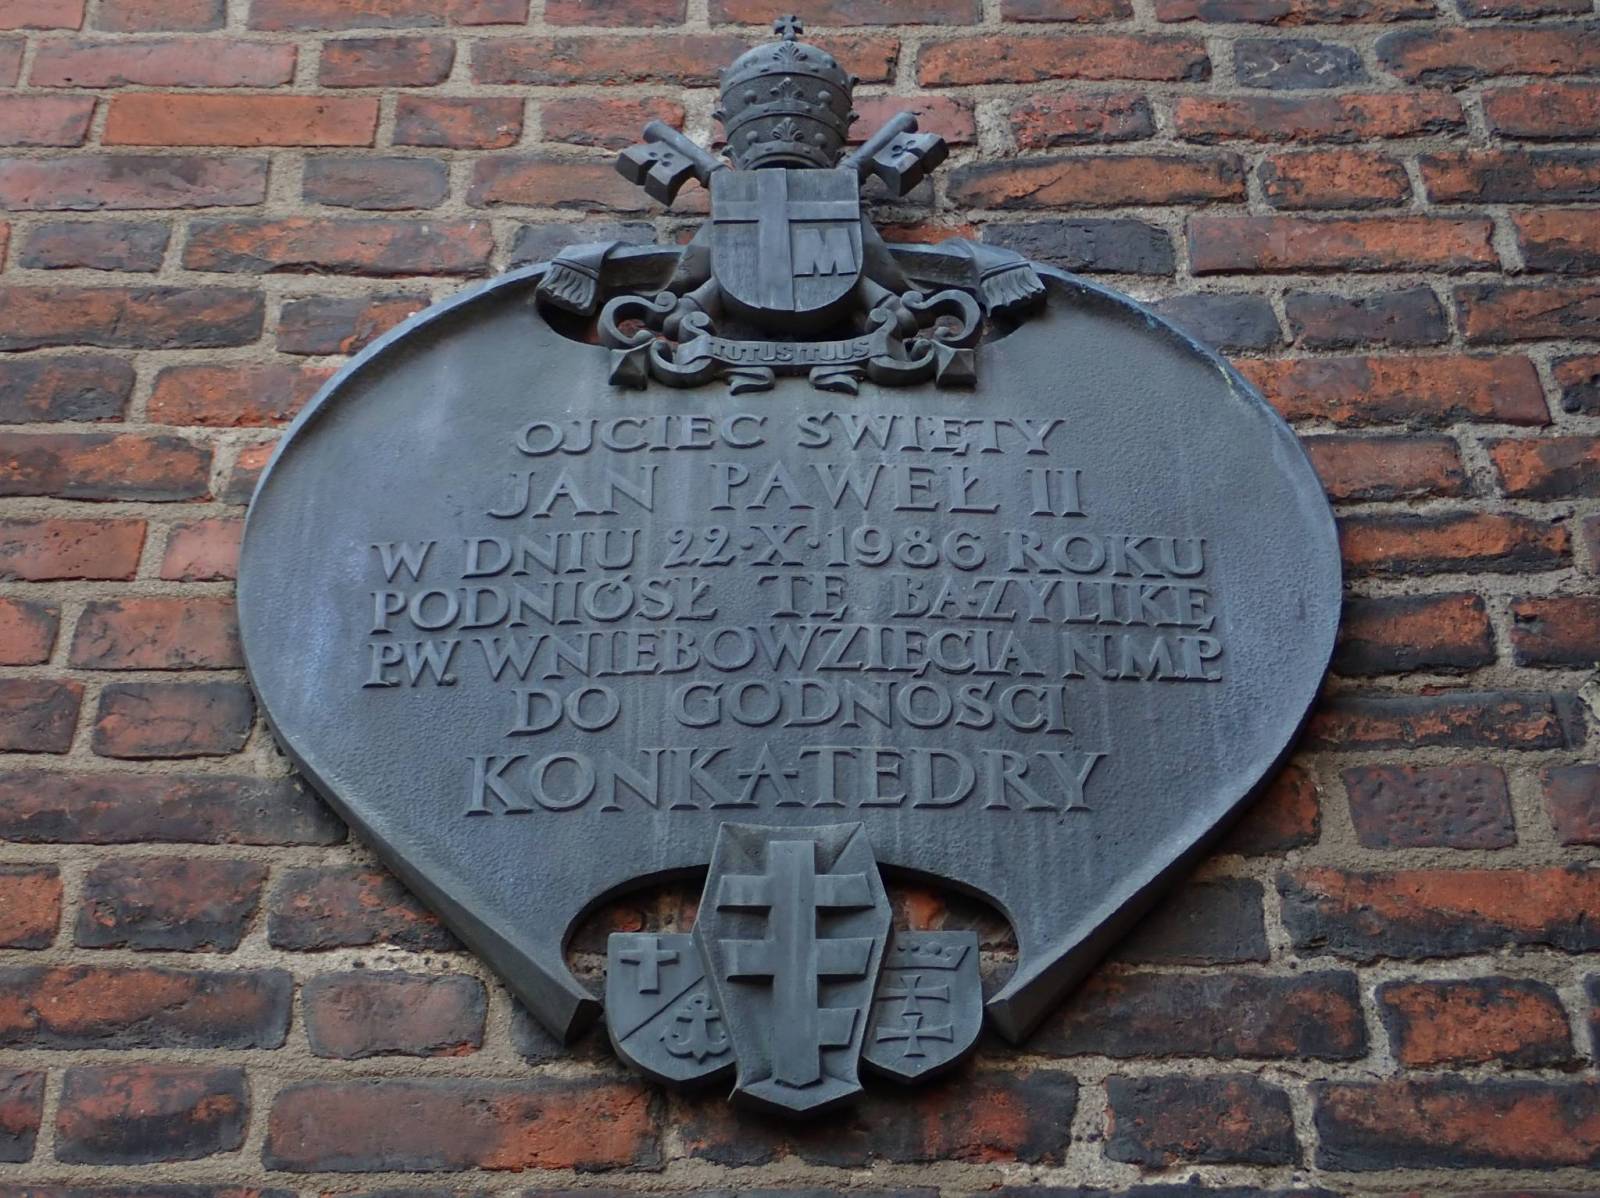 M
TOTUS TUUS
OJCIEC ŚWIĘTY
JAN PAWEŁ II
W DNIU 22·X·1986 ROKU
PODNIÓSŁ TĘ BAZYLIKĘ
P.W. WNIEBOWZIĘCIA N.M.P.
DO GODNOŚCI
KONKATEDRY